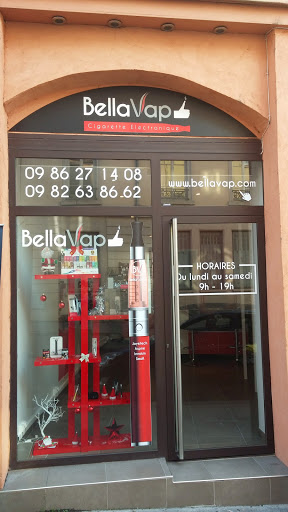 BellaVap
Cigarette Electronique
09 86 27 14 08
09 82 63 86.62
www.bellavap.com
BellaVap
HORAIRES
Du lundi au samedi
9h - 19h